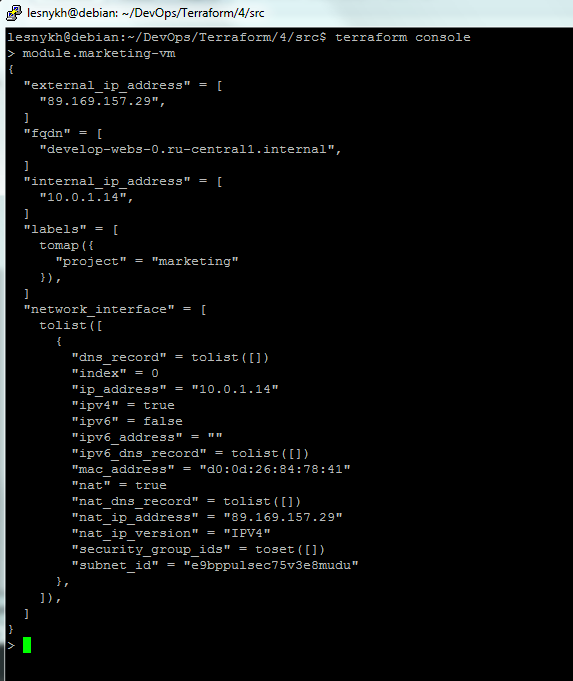 lesnykh@debian: ~/DevOps/Terraform/4/src
lesnykh@debian:~/DevOps/Terraform/4/src$ terraform console
> module.marketing-vm
{
  "external_ip_address" = [
    "89.169.157.29",
  ]
  "fqdn" = [
    "develop-webs-0.ru-central1.internal",
  ]
  "internal_ip_address" = [
    "10.0.1.14",
  ]
  "labels" = [
    tomap({
      "project" = "marketing"
    }),
  ]
  "network_interface" = [
    tolist([
      {
        "dns_record" = tolist([])
        "index" = 0
        "ip_address" = "10.0.1.14"
        "ipv4" = true
        "ipv6" = false
        "ipv6_address" = ""
        "ipv6_dns_record" = tolist([])
        "mac_address" = "d0:0d:26:84:78:41"
        "nat" = true
        "nat_dns_record" = tolist([])
        "nat_ip_address" = "89.169.157.29"
        "nat_ip_version" = "IPV4"
        "security_group_ids" = toset([])
        "subnet_id" = "e9bppulsec75v3e8mudu"
      },
    ]),
  ]
}
>